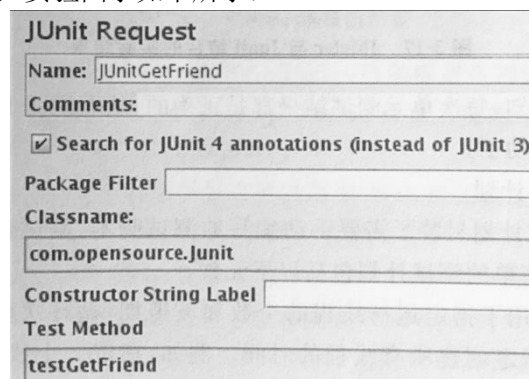 JUnit Request
Name: JUnitGetFriend
Comments:
Search for JUnit 4 annotations (instead of JUnit 3)
Package Filter
Classname:
com.opensource.Junit
Constructor String Label
Test Method
testGetFriend